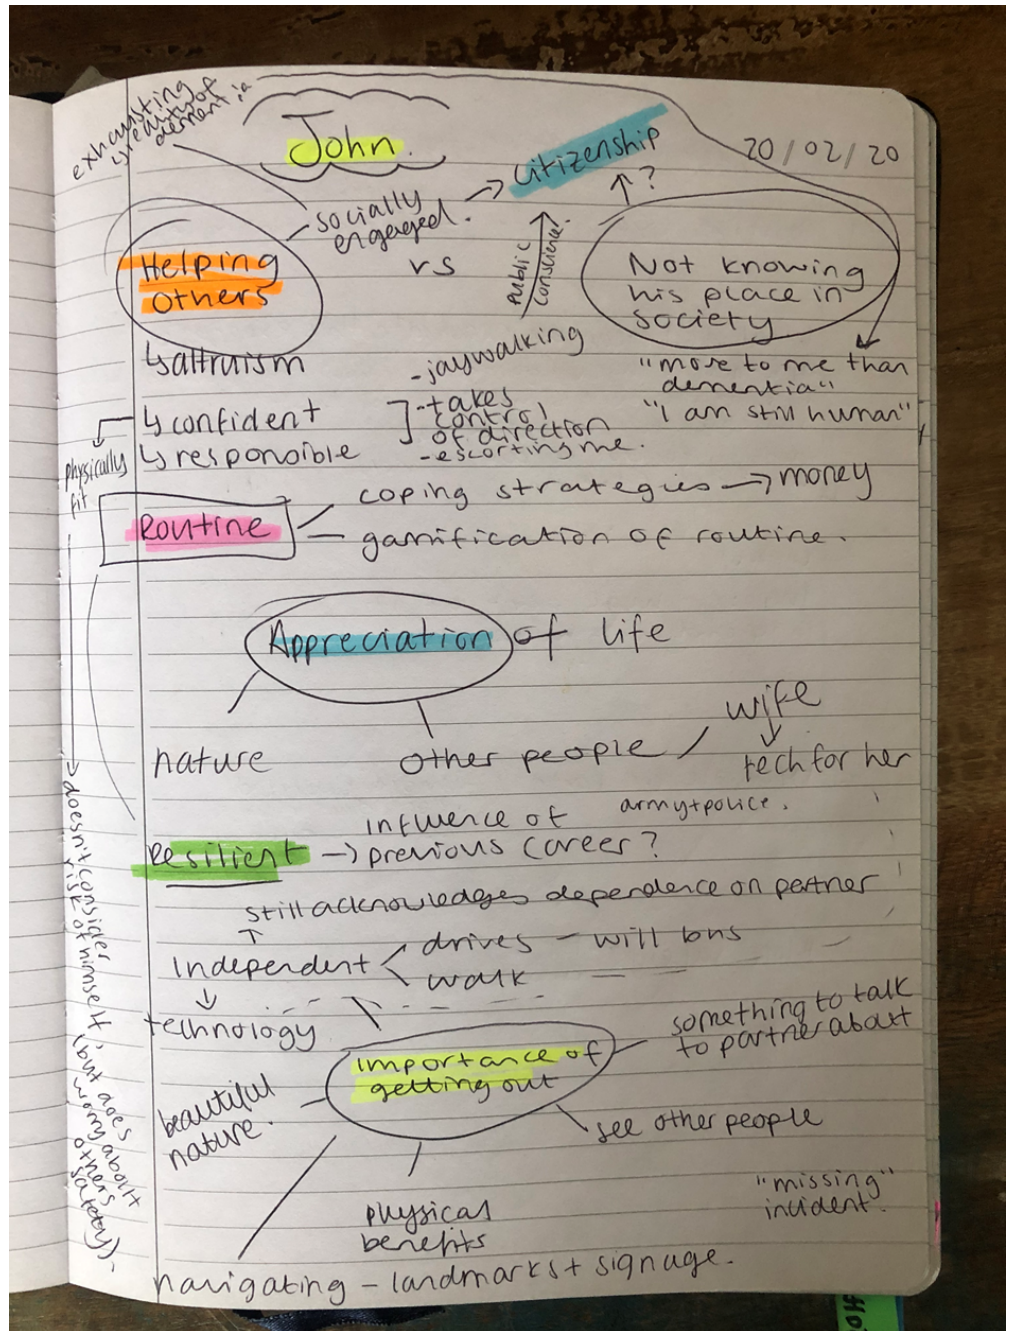 exhausting
↳ reality of
dementia
John.
20/02/20
Citizenship
↑ ?
socially
engaged. →
vs
public
conscience.
Helping
Others
Not knowing
his place in
society
↳ altruism
- jaywalking
"more to me than
dementia"
"I am still human"
↳ confident
↳ responsible
] - takes
control
of direction
- escorting me.
physically
fit
Routine
coping strategies → money
gamification of routine.
Appreciation of life
nature
other people
wife
↓
tech for her
Resilient → influence of
previous career?
army + police.
still acknowledges dependence on partner
↑
Independent < drives –
walk
↓
technology
doesn't consider
risk of himself
(but does
worry about
others
safety).
Importance of
getting out
something to talk
to partner about
see other people
beautiful
nature.
physical
benefits
"missing"
incident.
navigating – landmarks + signage.